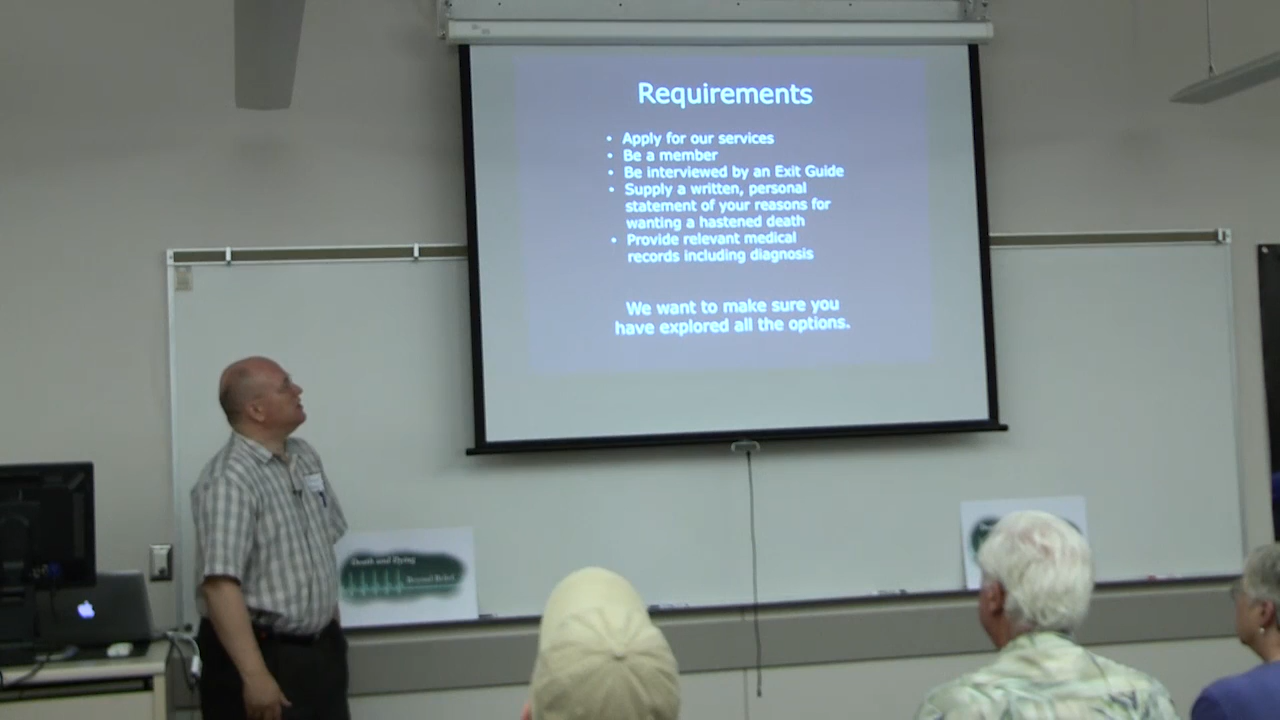 Requirements
• Apply for our services
• Be a member
• Be interviewed by an Exit Guide
• Supply a written, personal
statement of your reasons for
wanting a hastened death
• Provide relevant medical
records including diagnosis
We want to make sure you
have explored all the options.
Death and Dying
Beyond Belief